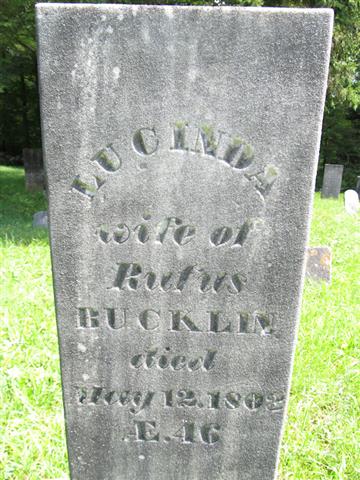 LUCINDA
wife of
Rufus
BUCKLIN
died
May 12, 1802
Æ. 46